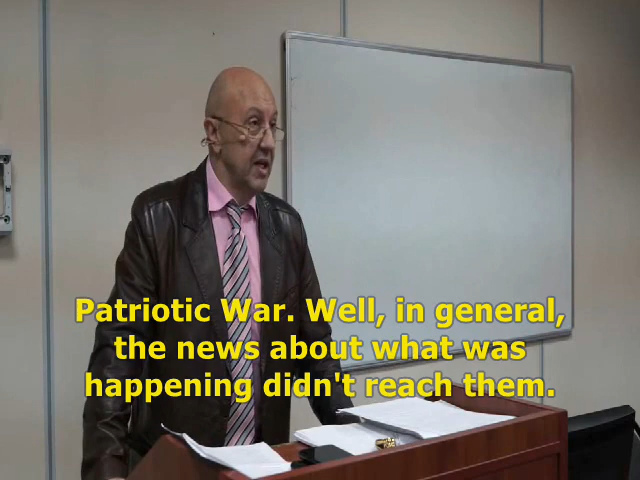 Patriotic War. Well, in general,
the news about what was
happening didn't reach them.